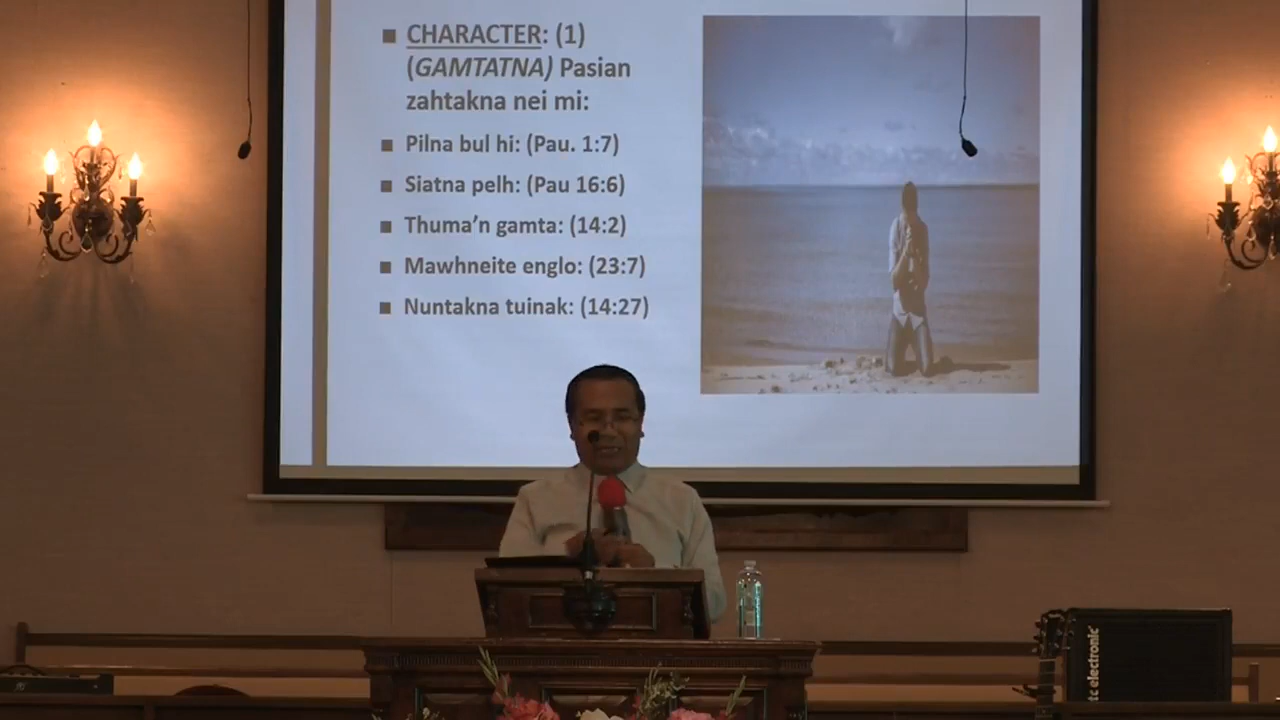 CHARACTER: (1)
(GAMTATNA) Pasian
zahtakna nei mi:
Pilna bul hi: (Pau. 1:7)
Siatna pelh: (Pau 16:6)
Thuma’n gamta: (14:2)
Mawhneite englo: (23:7)
Nuntakna tuinak: (14:27)
tc electronic